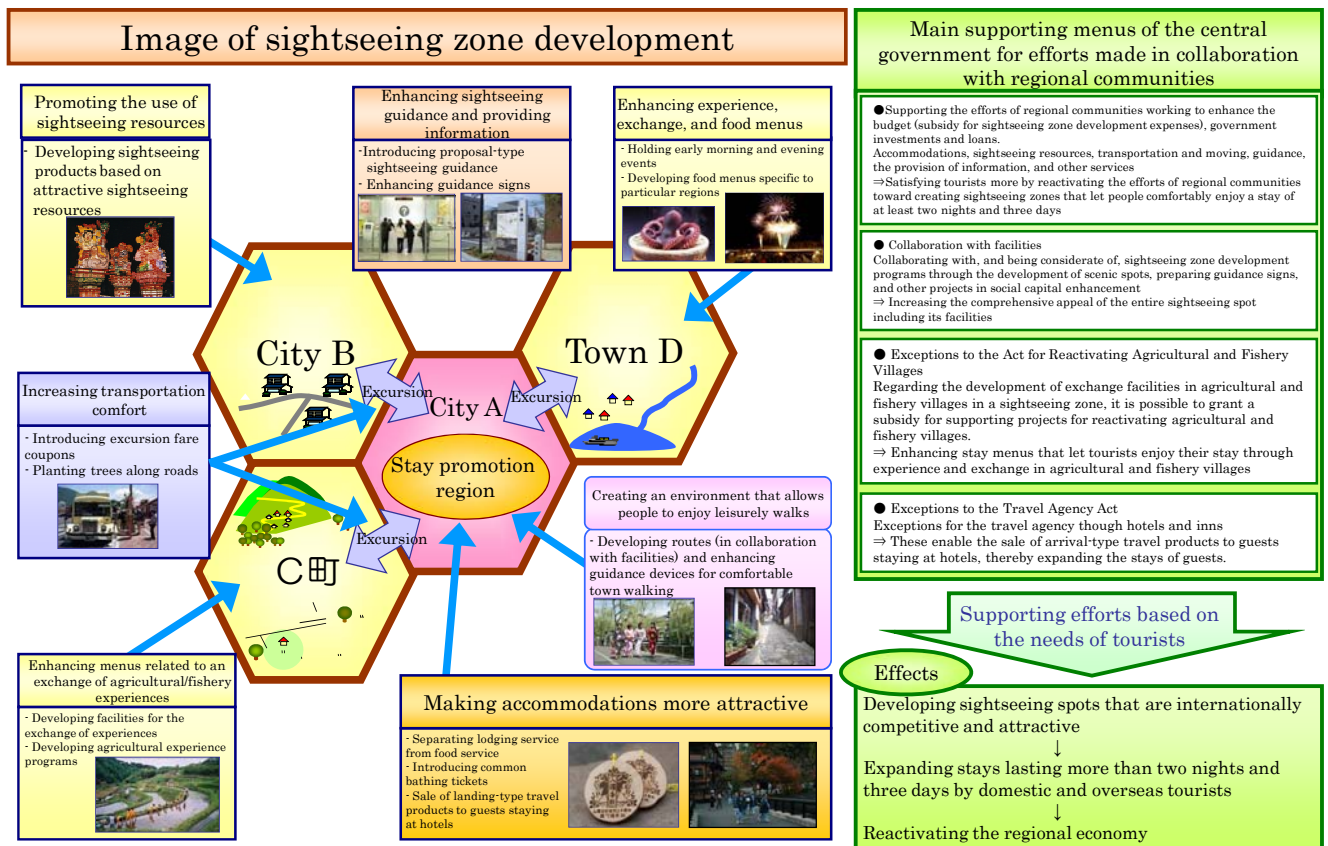 Image of sightseeing zone development
Promoting the use of
sightseeing resources
- Developing sightseeing
products based on
attractive sightseeing
resources
Enhancing sightseeing
guidance and providing
information
-Introducing proposal-type
sightseeing guidance
- Enhancing guidance signs
Enhancing experience,
exchange, and food menus
- Holding early morning and evening
events
- Developing food menus specific to
particular regions
City B
Town D
Excursion
City A
Excursion
Increasing transportation
comfort
- Introducing excursion fare
coupons
- Planting trees along roads
Stay promotion
region
Excursion
C町
Creating an environment that allows
people to enjoy leisurely walks
- Developing routes (in collaboration
with facilities) and enhancing
guidance devices for comfortable
town walking
Enhancing menus related to an
exchange of agricultural/fishery
experiences
- Developing facilities for the
exchange of experiences
- Developing agricultural experience
programs
Making accommodations more attractive
- Separating lodging service
from food service
- Introducing common
bathing tickets
- Sale of landing-type travel
products to guests staying
at hotels
Main supporting menus of the central
government for efforts made in collaboration
with regional communities
●Supporting the efforts of regional communities working to enhance the
budget (subsidy for sightseeing zone development expenses), government
investments and loans.
Accommodations, sightseeing resources, transportation and moving, guidance,
the provision of information, and other services
⇒Satisfying tourists more by reactivating the efforts of regional communities
toward creating sightseeing zones that let people comfortably enjoy a stay of
at least two nights and three days
● Collaboration with facilities
Collaborating with, and being considerate of, sightseeing zone development
programs through the development of scenic spots, preparing guidance signs,
and other projects in social capital enhancement
⇒ Increasing the comprehensive appeal of the entire sightseeing spot
including its facilities
● Exceptions to the Act for Reactivating Agricultural and Fishery
Villages
Regarding the development of exchange facilities in agricultural and
fishery villages in a sightseeing zone, it is possible to grant a
subsidy for supporting projects for reactivating agricultural and
fishery villages.
⇒ Enhancing stay menus that let tourists enjoy their stay through
experience and exchange in agricultural and fishery villages
● Exceptions to the Travel Agency Act
Exceptions for the travel agency though hotels and inns
⇒ These enable the sale of arrival-type travel products to guests
staying at hotels, thereby expanding the stays of guests.
Supporting efforts based on
the needs of tourists
Effects
Developing sightseeing spots that are internationally
competitive and attractive
↓
Expanding stays lasting more than two nights and
three days by domestic and overseas tourists
↓
Reactivating the regional economy